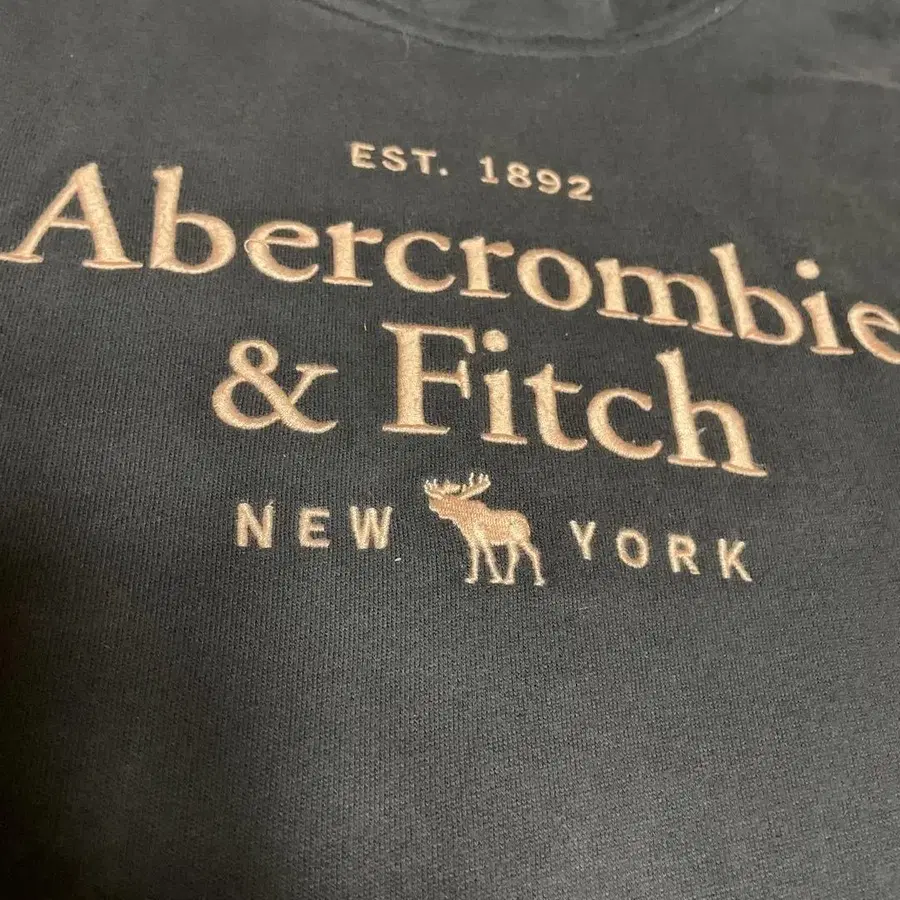 EST. 1892
Abercrombie
& Fitch
NEW YORK